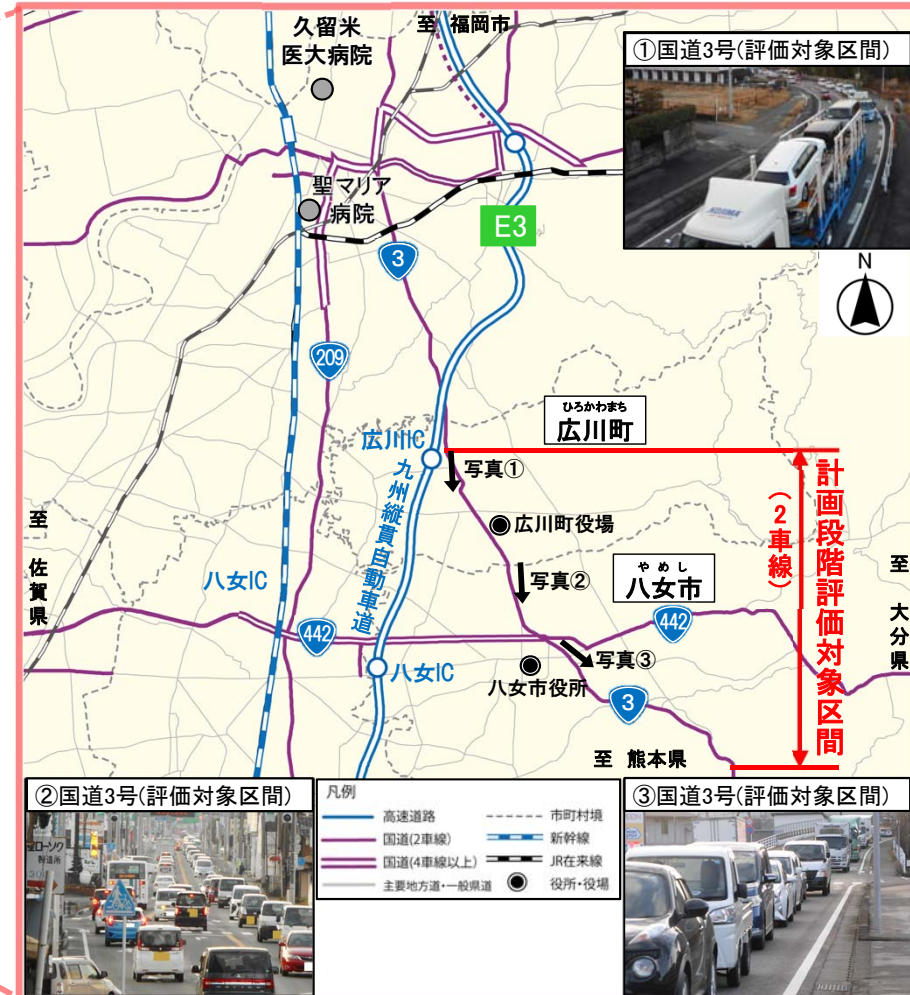 久留米
医大病院
至 福岡市
①国道3号(評価対象区間)
KOJIMA
聖マリア
病院
E3
3
N
209
ひろかわまち
広川町
広川IC
写真①
九州縦貫自動車道
広川町役場
計画段階評価対象区間
(2車線)
至
佐賀県
八女IC
写真②
やめし
八女市
442
至
大分県
442
写真③
八女IC
八女市役所
3
至 熊本県
②国道3号(評価対象区間)
ローソク
製造所
凡例
高速道路
国道(2車線)
国道(4車線以上)
主要地方道・一般県道
市町村境
新幹線
JR在来線
役所・役場
③国道3号(評価対象区間)